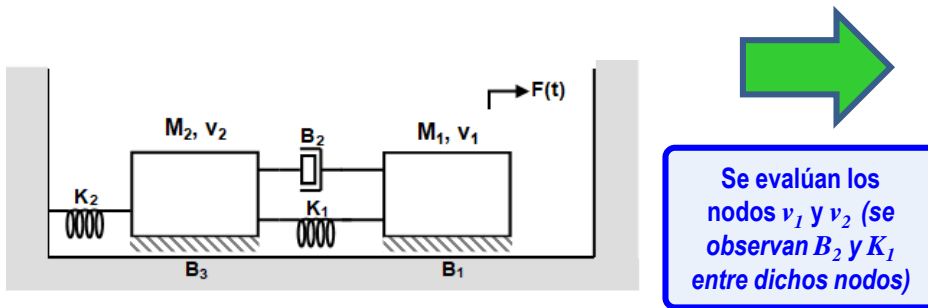 F(t)
M₂, v₂
B₂
M₁, v₁
K₂
K₁
B₃
B₁
Se evalúan los
nodos v₁ y v₂ (se
observan B₂ y K₁
entre dichos nodos)